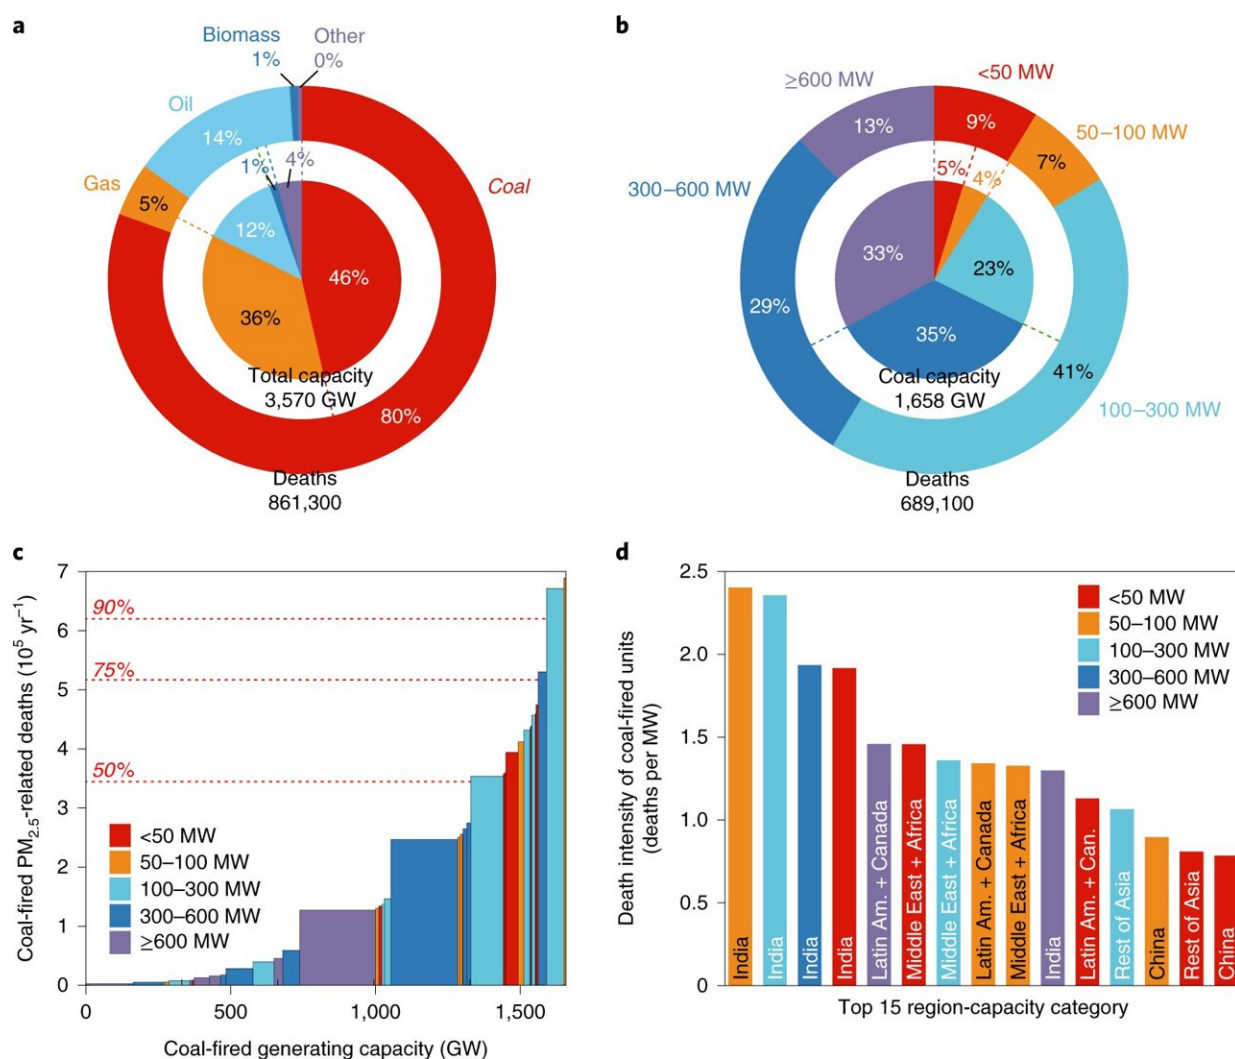 a
Biomass
1%
Other
0%
Oil
14%
1%
4%
Gas
5%
Coal
12%
46%
36%
Total capacity
3,570 GW
80%
Deaths
861,300
b
≥600 MW
<50 MW
13%
9%
50–100 MW
7%
5%
4%
300–600 MW
33%
23%
29%
35%
Coal capacity
1,658 GW
41%
100–300 MW
Deaths
689,100
c
Coal-fired PM2.5-related deaths (10⁵ yr⁻¹)
7
6
5
4
3
2
1
0
90%
75%
50%
<50 MW
50–100 MW
100–300 MW
300–600 MW
≥600 MW
0
500
1,000
1,500
Coal-fired generating capacity (GW)
d
Death intensity of coal-fired units
(deaths per MW)
2.5
2.0
1.5
1.0
0.5
0
<50 MW
50–100 MW
100–300 MW
300–600 MW
≥600 MW
India
India
India
India
Latin Am. + Canada
Middle East + Africa
Middle East + Africa
Latin Am. + Canada
Middle East + Africa
India
Latin Am. + Can.
Rest of Asia
China
Rest of Asia
China
Top 15 region-capacity category